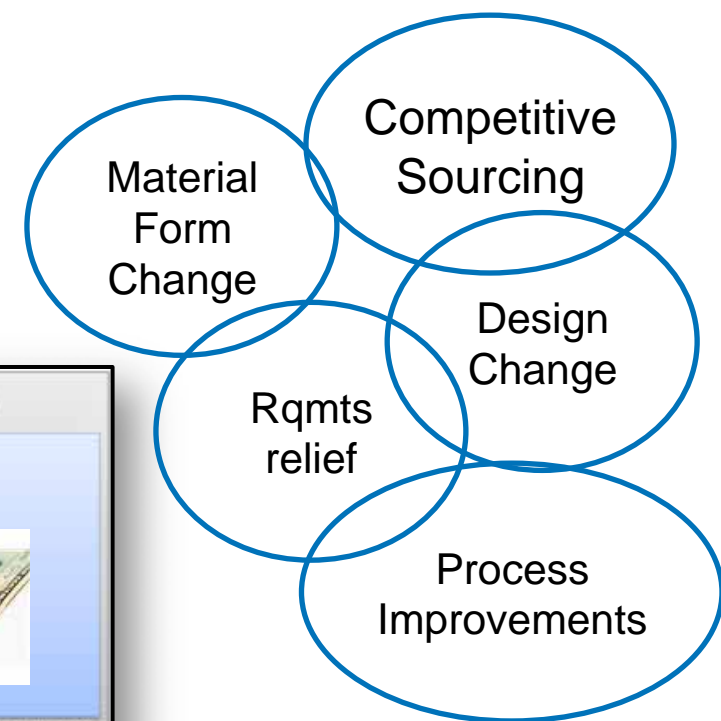 Competitive
Sourcing
Material
Form
Change
Design
Change
Rqmts
relief
Process
Improvements